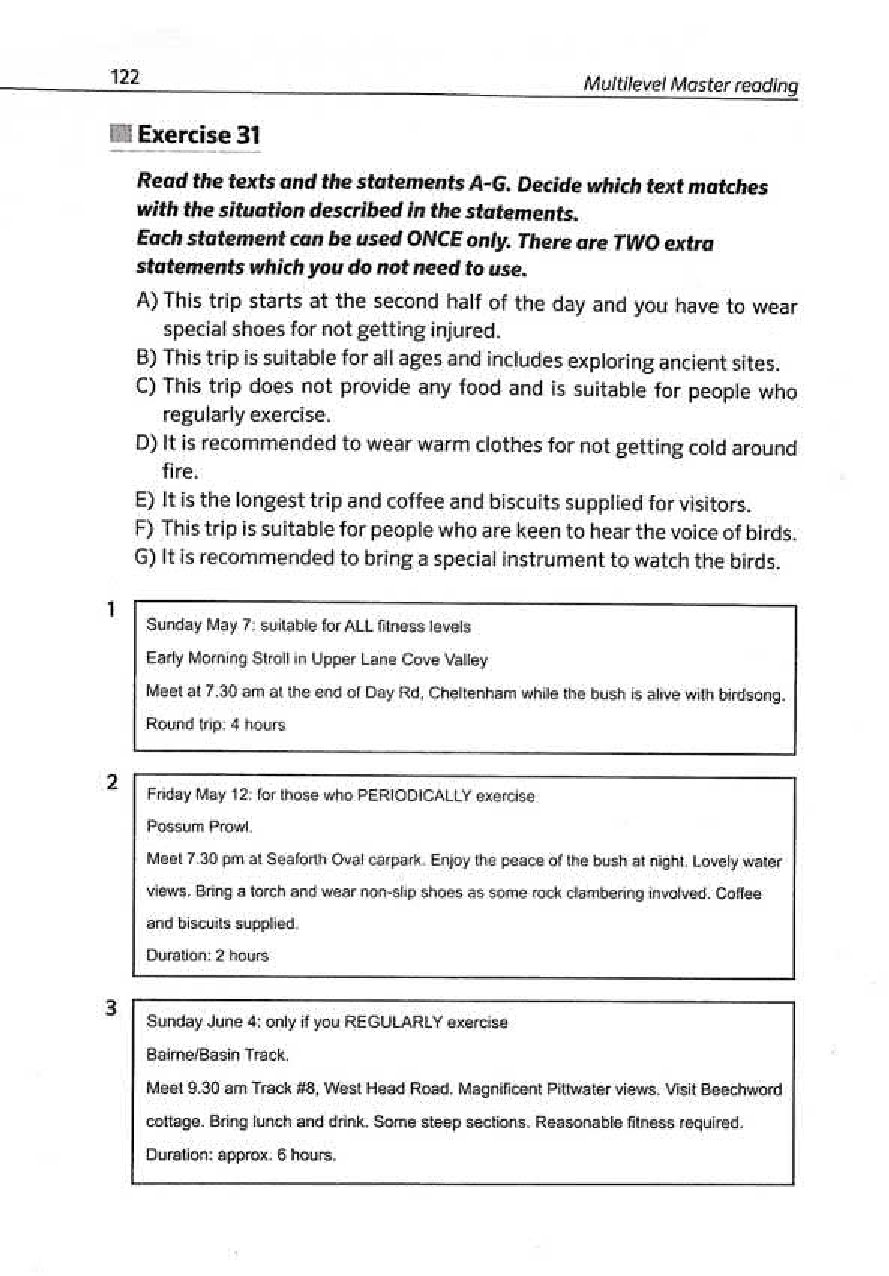 122
Multilevel Master reading
Exercise 31
Read the texts and the statements A-G. Decide which text matches
with the situation described in the statements.
Each statement can be used ONCE only. There are TWO extra
statements which you do not need to use.
A) This trip starts at the second half of the day and you have to wear
special shoes for not getting injured.
B) This trip is suitable for all ages and includes exploring ancient sites.
C) This trip does not provide any food and is suitable for people who
regularly exercise.
D) It is recommended to wear warm clothes for not getting cold around
fire.
E) It is the longest trip and coffee and biscuits supplied for visitors.
F) This trip is suitable for people who are keen to hear the voice of birds.
G) It is recommended to bring a special instrument to watch the birds.
1
Sunday May 7: suitable for ALL fitness levels
Early Morning Stroll in Upper Lane Cove Valley
Meet at 7.30 am at the end of Day Rd, Cheltenham while the bush is alive with birdsong.
Round trip: 4 hours
2
Friday May 12: for those who PERIODICALLY exercise
Possum Prowl.
Meet 7.30 pm at Seaforth Oval carpark. Enjoy the peace of the bush at night. Lovely water
views. Bring a torch and wear non-slip shoes as some rock clambering involved. Coffee
and biscuits supplied.
Duration: 2 hours
3
Sunday June 4: only if you REGULARLY exercise
Bairne/Basin Track.
Meet 9.30 am Track #8, West Head Road. Magnificent Pittwater views. Visit Beechword
cottage. Bring lunch and drink. Some steep sections. Reasonable fitness required.
Duration: approx. 6 hours.